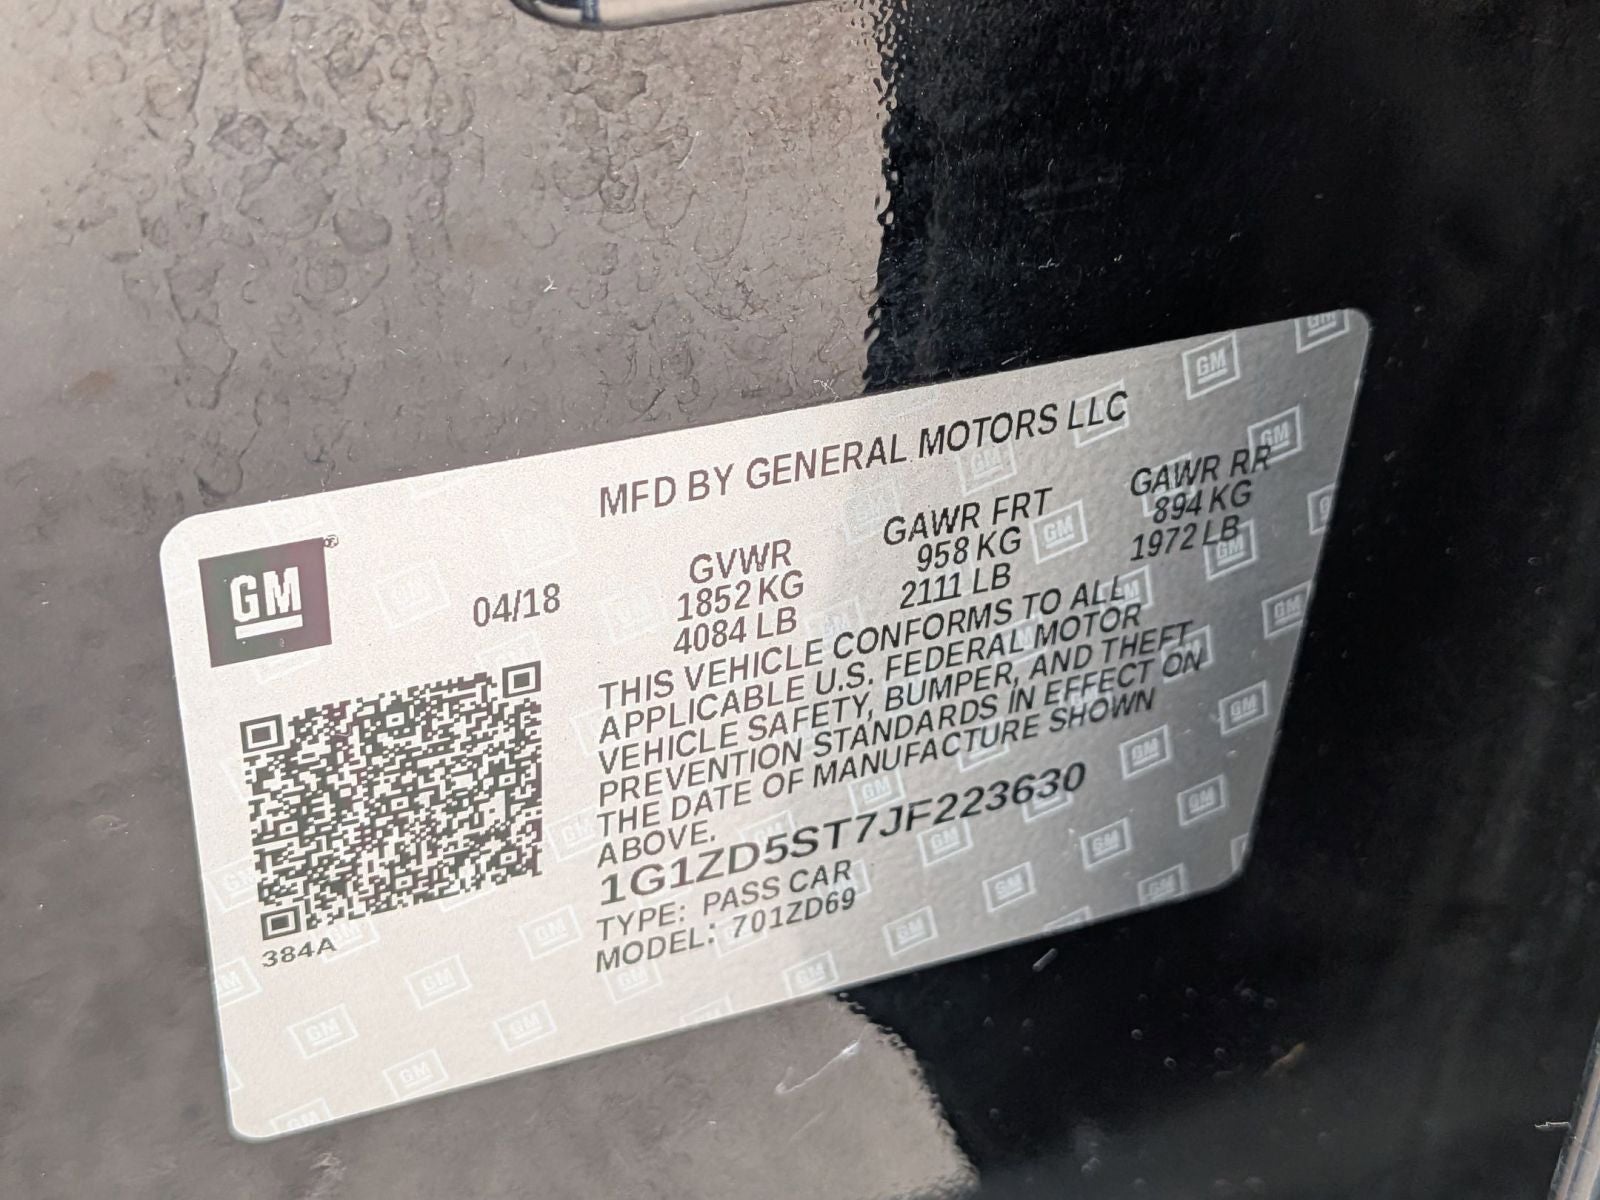 MFD BY GENERAL MOTORS LLC
GM®
04/18
GVWR
1852 KG
4084 LB
GAWR FRT
958 KG
2111 LB
GAWR RR
894 KG
1972 LB
THIS VEHICLE CONFORMS TO ALL
APPLICABLE U.S. FEDERAL MOTOR
VEHICLE SAFETY, BUMPER, AND THEFT
PREVENTION STANDARDS IN EFFECT ON
THE DATE OF MANUFACTURE SHOWN
ABOVE.
1G1ZD5ST7JF223630
TYPE: PASS CAR
MODEL: 701ZD69
384A